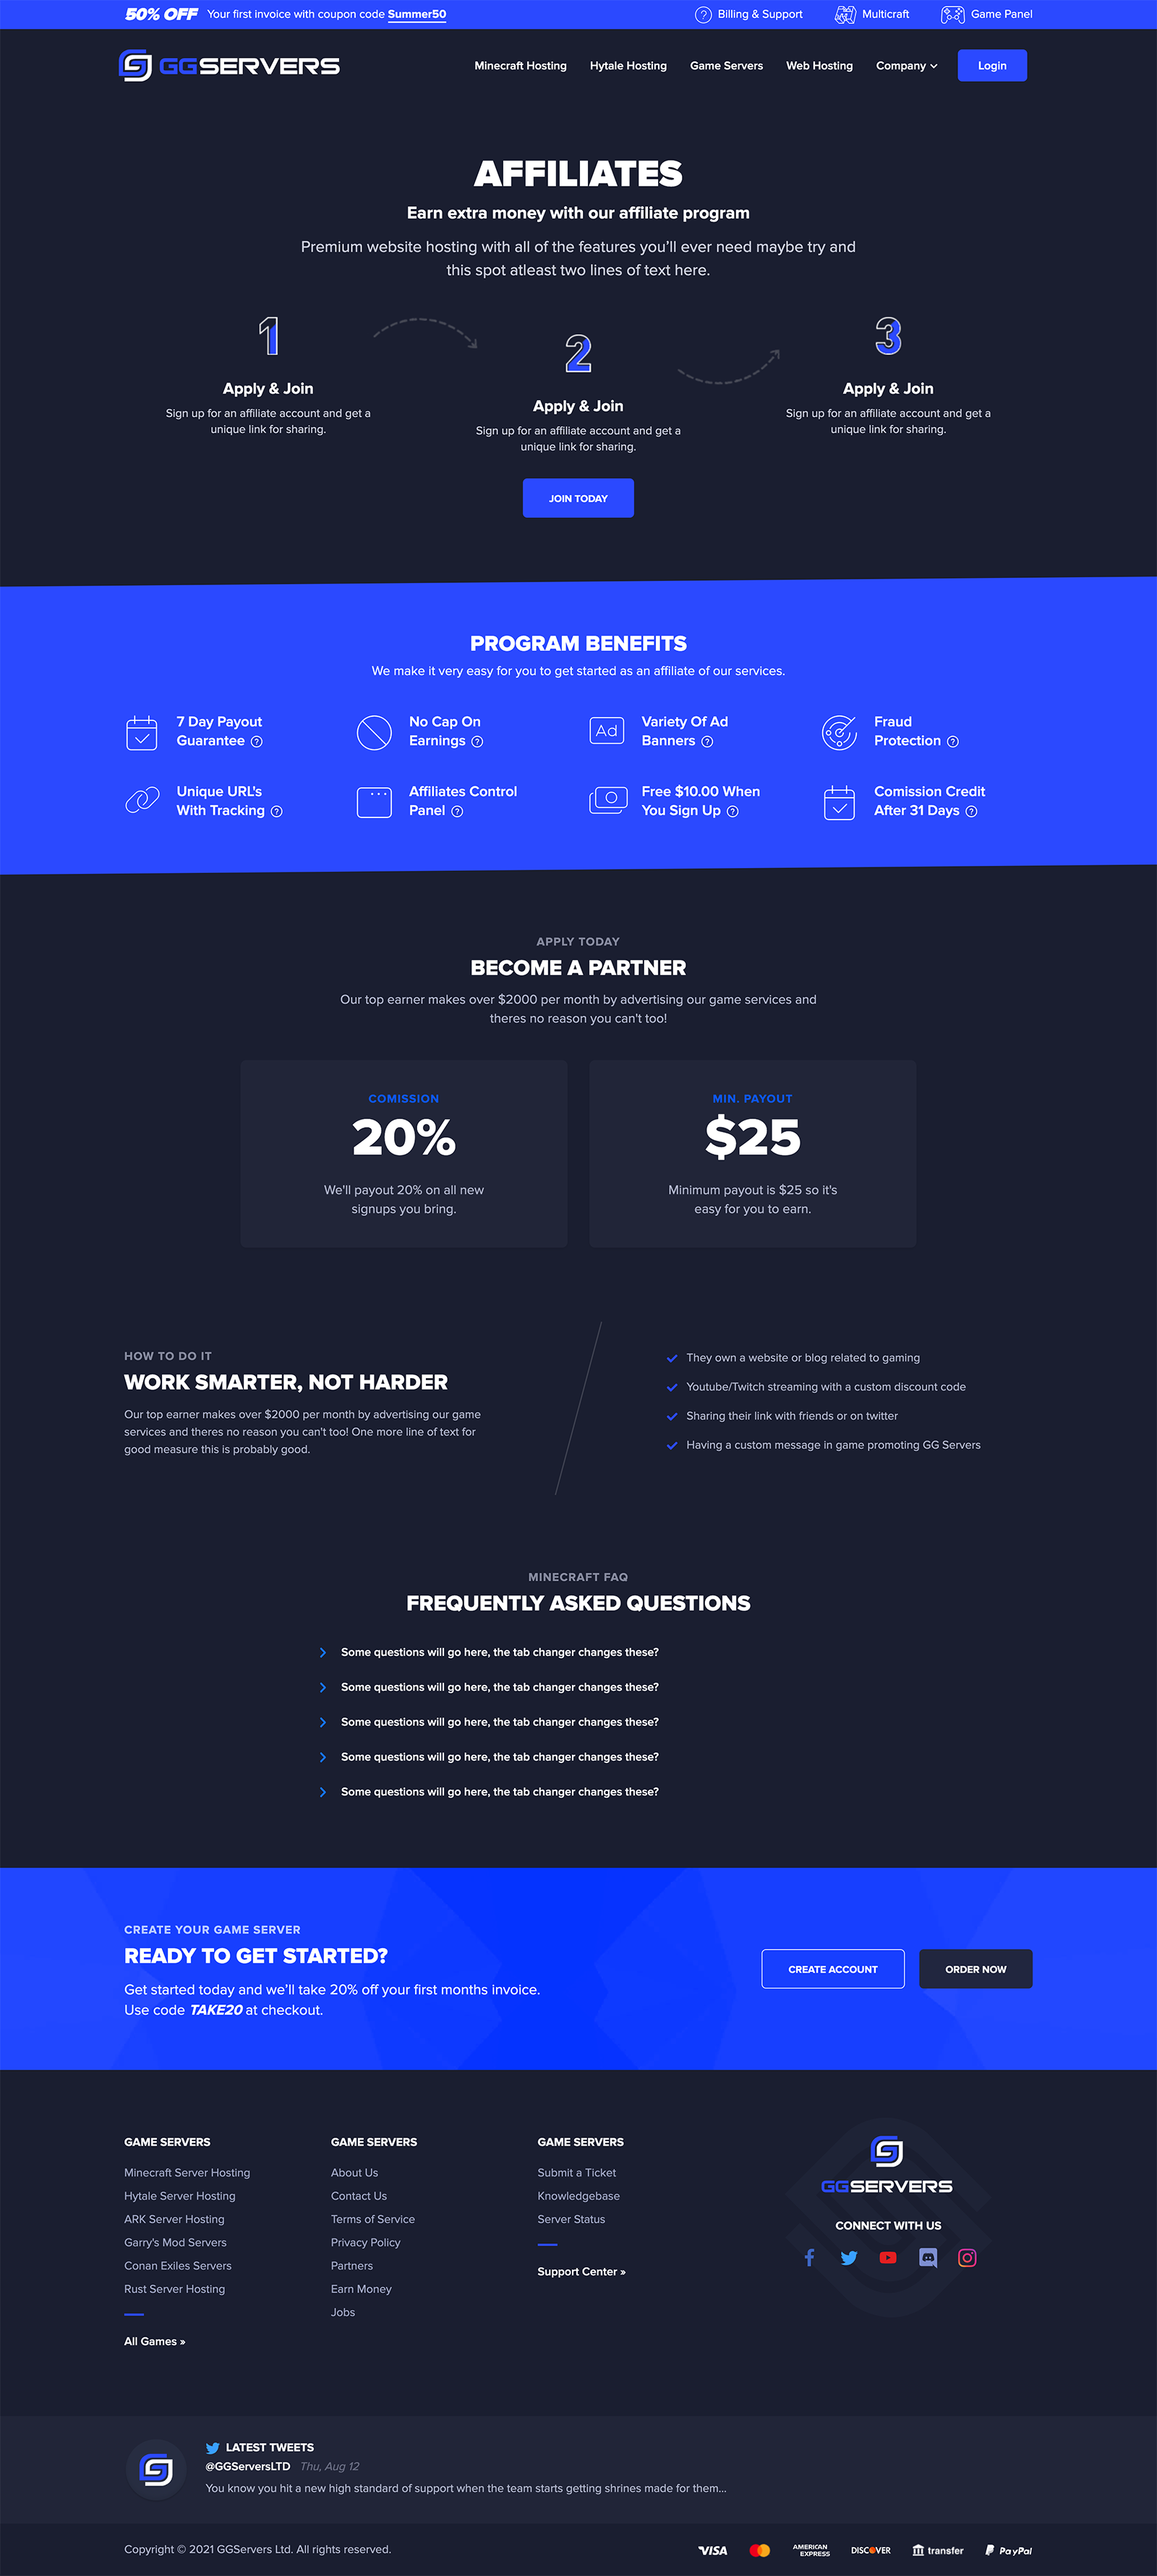 50% OFF Your first invoice with coupon code Summer50
Billing & Support
Multicraft
Game Panel
GGSERVERS
Minecraft Hosting
Hytale Hosting
Game Servers
Web Hosting
Company
Login
AFFILIATES
Earn extra money with our affiliate program
Premium website hosting with all of the features you'll ever need maybe try and
this spot atleast two lines of text here.
1
Apply & Join
Sign up for an affiliate account and get a
unique link for sharing.
2
Apply & Join
Sign up for an affiliate account and get a
unique link for sharing.
3
Apply & Join
Sign up for an affiliate account and get a
unique link for sharing.
JOIN TODAY
PROGRAM BENEFITS
We make it very easy for you to get started as an affiliate of our services.
7 Day Payout
Guarantee ?
No Cap On
Earnings ?
Ad
Variety Of Ad
Banners ?
Fraud
Protection ?
Unique URL's
With Tracking ?
Affiliates Control
Panel ?
Free $10.00 When
You Sign Up ?
Comission Credit
After 31 Days ?
APPLY TODAY
BECOME A PARTNER
Our top earner makes over $2000 per month by advertising our game services and
theres no reason you can't too!
COMISSION
20%
We'll payout 20% on all new
signups you bring.
MIN. PAYOUT
$25
Minimum payout is $25 so it's
easy for you to earn.
HOW TO DO IT
WORK SMARTER, NOT HARDER
Our top earner makes over $2000 per month by advertising our game
services and theres no reason you can't too! One more line of text for
good measure this is probably good.
They own a website or blog related to gaming
Youtube/Twitch streaming with a custom discount code
Sharing their link with friends or on twitter
Having a custom message in game promoting GG Servers
MINECRAFT FAQ
FREQUENTLY ASKED QUESTIONS
Some questions will go here, the tab changer changes these?
Some questions will go here, the tab changer changes these?
Some questions will go here, the tab changer changes these?
Some questions will go here, the tab changer changes these?
Some questions will go here, the tab changer changes these?
CREATE YOUR GAME SERVER
READY TO GET STARTED?
Get started today and we'll take 20% off your first months invoice.
Use code TAKE20 at checkout.
CREATE ACCOUNT
ORDER NOW
GAME SERVERS
Minecraft Server Hosting
Hytale Server Hosting
ARK Server Hosting
Garry's Mod Servers
Conan Exiles Servers
Rust Server Hosting
All Games »
GAME SERVERS
About Us
Contact Us
Terms of Service
Privacy Policy
Partners
Earn Money
Jobs
GAME SERVERS
Submit a Ticket
Knowledgebase
Server Status
Support Center »
GGSERVERS
CONNECT WITH US
LATEST TWEETS
@GGServersLTD Thu, Aug 12
You know you hit a new high standard of support when the team starts getting shrines made for them...
Copyright © 2021 GGServers Ltd. All rights reserved.
VISA
AMERICAN
EXPRESS
DISCOVER
transfer
PayPal